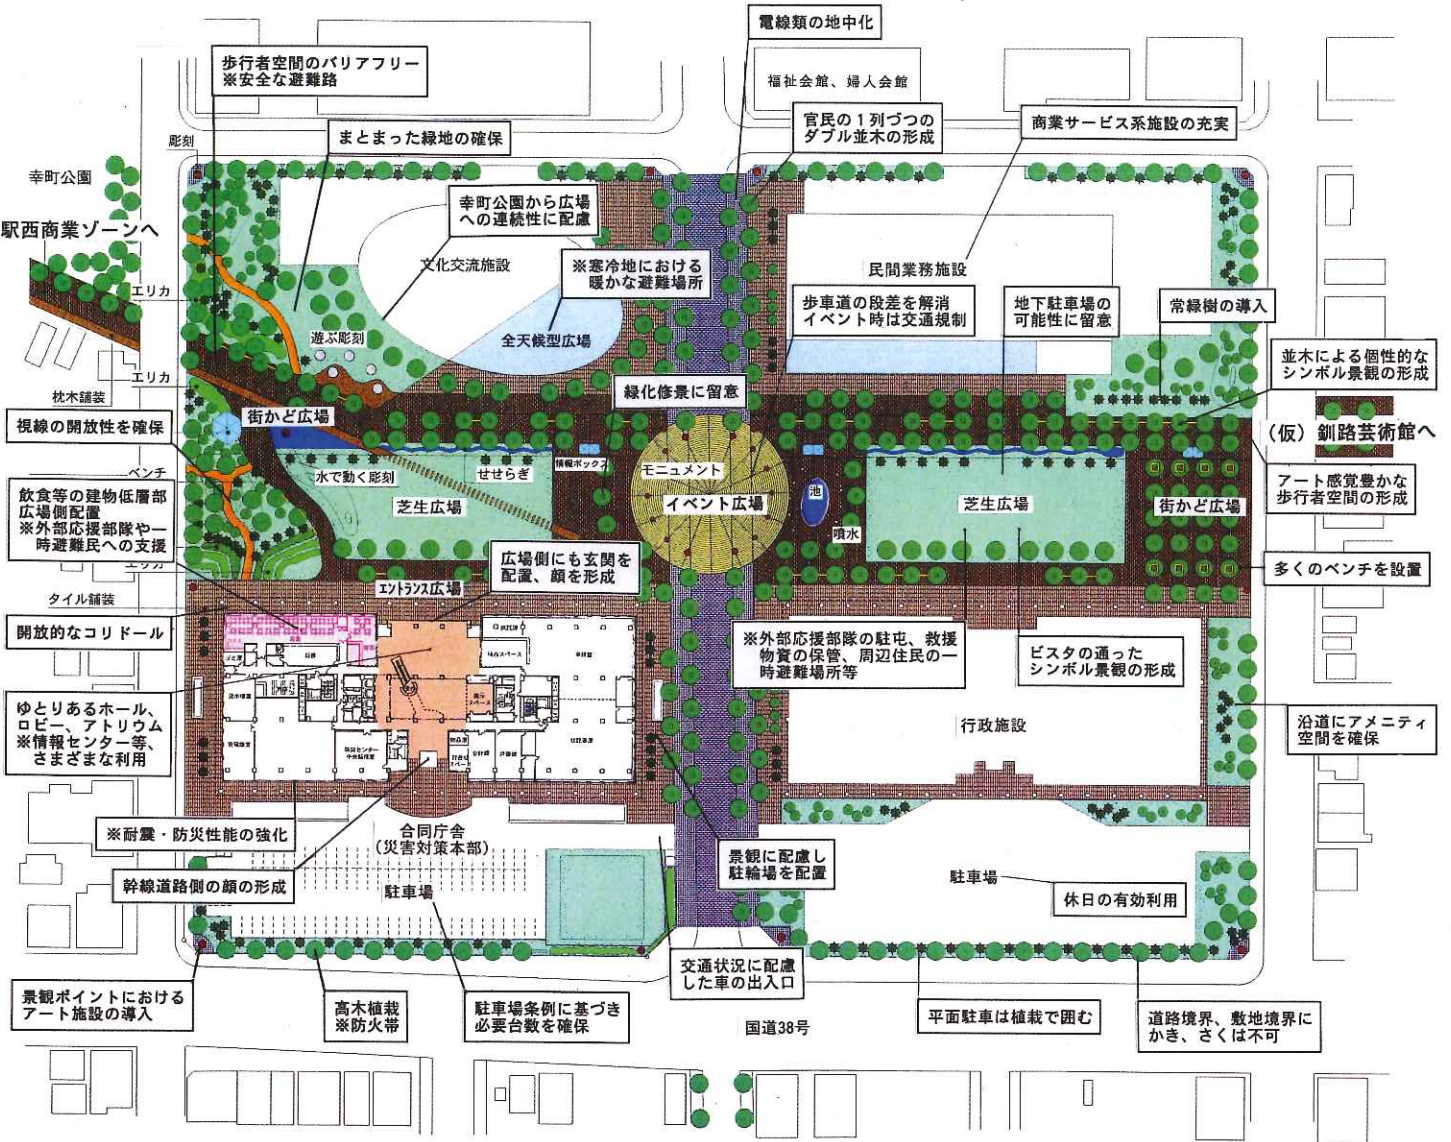 電線類の地中化
歩行者空間のバリアフリー
※安全な避難路
福祉会館、婦人会館
官民の１列づつの
ダブル並木の形成
商業サービス系施設の充実
まとまった緑地の確保
彫刻
幸町公園
幸町公園から広場
への連続性に配慮
駅西商業ゾーンへ
文化交流施設
※寒冷地における
暖かな避難場所
民間業務施設
エリカ
歩車道の段差を解消
イベント時は交通規制
地下駐車場の
可能性に留意
常緑樹の導入
遊ぶ彫刻
全天候型広場
並木による個性的な
シンボル景観の形成
エリカ
枕木舗装
緑化修景に留意
街かど広場
視線の開放性を確保
(仮) 釧路芸術館へ
ベンチ
水で動く彫刻
せせらぎ
情報ボックス
モニュメント
イベント広場
池
アート感覚豊かな
歩行者空間の形成
飲食等の建物低層部
広場側配置
※外部応援部隊や一
時避難民への支援
芝生広場
芝生広場
街かど広場
噴水
広場側にも玄関を
配置、顔を形成
エリカ
多くのベンチを設置
エントランス広場
タイル舗装
開放的なコリドール
※外部応援部隊の駐屯、救援
物資の保管、周辺住民の一
時避難場所等
ビスタの通った
シンボル景観の形成
ゆとりあるホール、
ロビー、アトリウム
※情報センター等、
さまざまな利用
行政施設
沿道にアメニティ
空間を確保
※耐震・防災性能の強化
合同庁舎
(災害対策本部)
景観に配慮し
駐輪場を配置
幹線道路側の顔の形成
駐車場
駐車場
休日の有効利用
交通状況に配慮
した車の出入口
景観ポイントにおける
アート施設の導入
高木植栽
※防火帯
駐車場条例に基づき
必要台数を確保
国道38号
平面駐車は植栽で囲む
道路境界、敷地境界に
かき、さくは不可